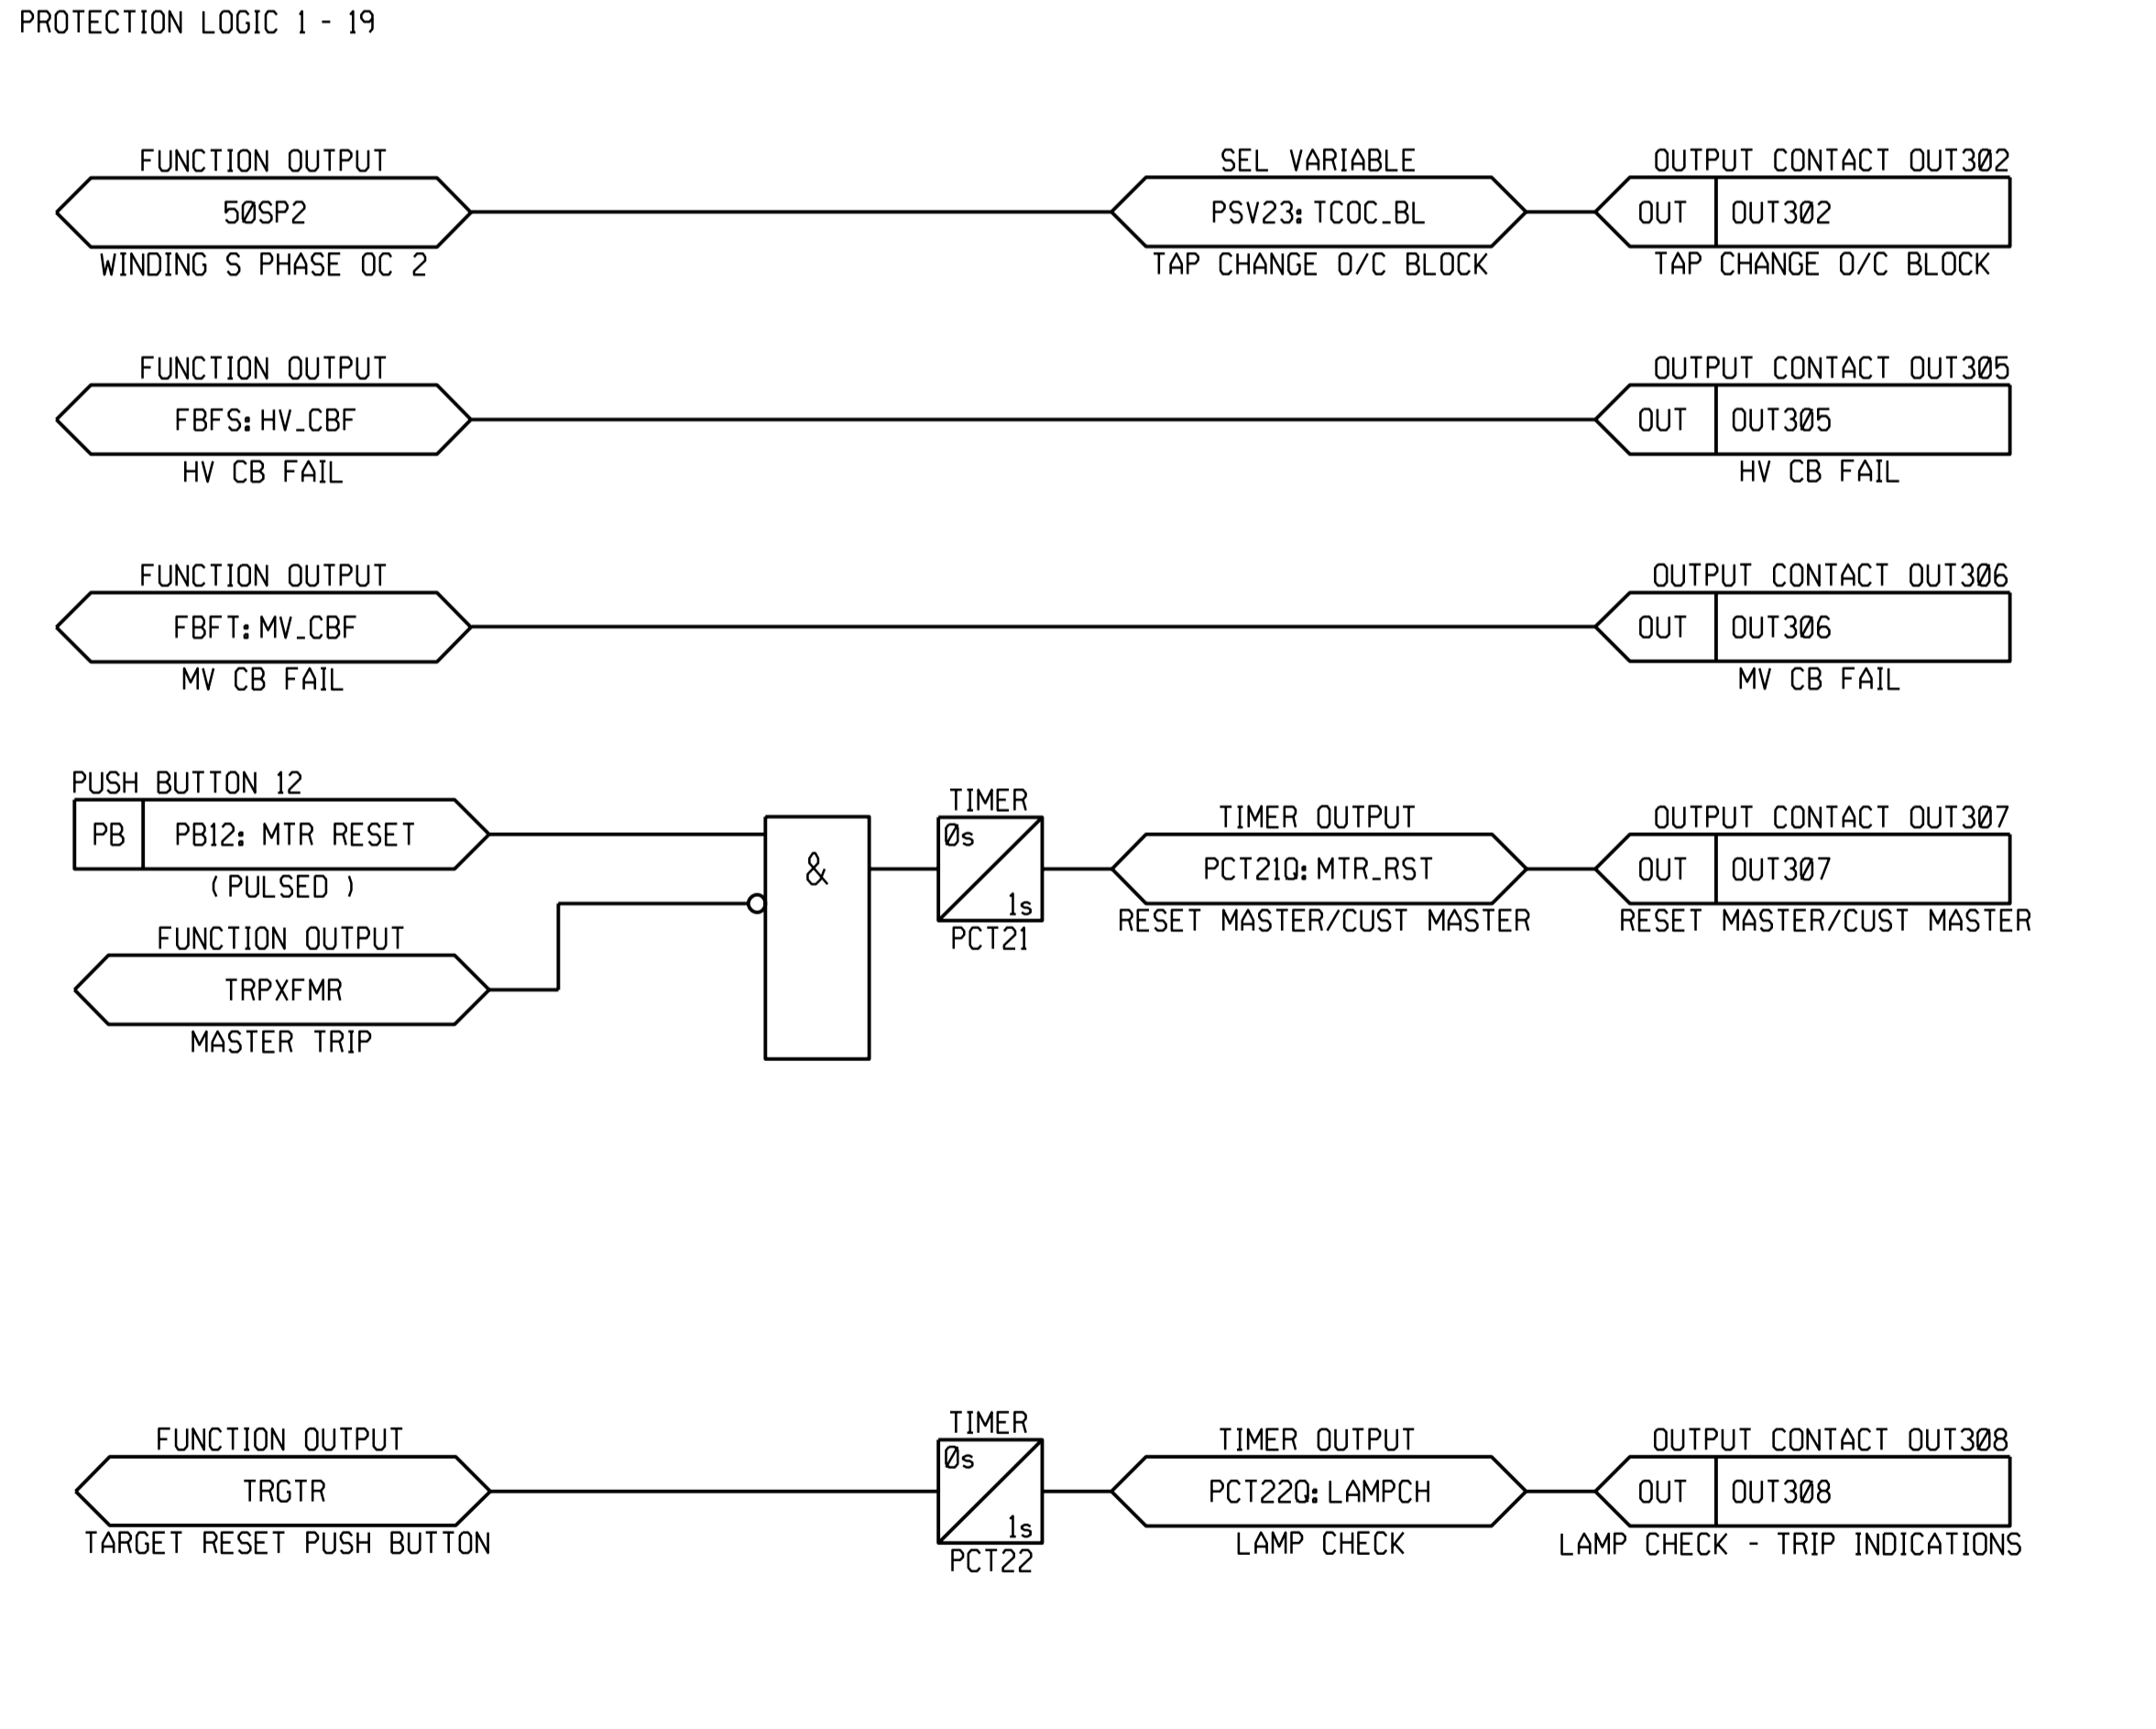 PROTECTION LOGIC 1 - 19
FUNCTION OUTPUT
50SP2
WINDING S PHASE OC 2
SEL VARIABLE
PSV23: TCOC_BL
TAP CHANGE O/C BLOCK
OUTPUT CONTACT OUT302
OUT OUT302
TAP CHANGE O/C BLOCK
FUNCTION OUTPUT
FBFS:HV_CBF
HV CB FAIL
OUTPUT CONTACT OUT305
OUT OUT305
HV CB FAIL
FUNCTION OUTPUT
FBFT:MV_CBF
MV CB FAIL
OUTPUT CONTACT OUT306
OUT OUT306
MV CB FAIL
PUSH BUTTON 12
PB PB12: MTR RESET
(PULSED )
FUNCTION OUTPUT
TRPXFMR
MASTER TRIP
&
TIMER
0s
1s
PCT21
TIMER OUTPUT
PCT21Q:MTR_RST
RESET MASTER/CUST MASTER
OUTPUT CONTACT OUT307
OUT OUT307
RESET MASTER/CUST MASTER
FUNCTION OUTPUT
TRGTR
TARGET RESET PUSH BUTTON
TIMER
0s
1s
PCT22
TIMER OUTPUT
PCT22Q:LAMPCH
LAMP CHECK
OUTPUT CONTACT OUT308
OUT OUT308
LAMP CHECK - TRIP INDICATIONS